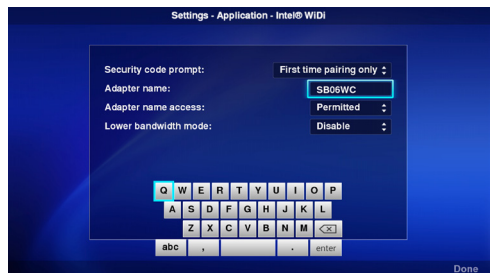 Settings - Application - Intel® WiDi
Security code prompt: First time pairing only
Adapter name: SB06WC
Adapter name access: Permitted
Lower bandwidth mode: Disable
Q W E R T Y U I O P
A S D F G H J K L
Z X C V B N M
abc , . enter
Done